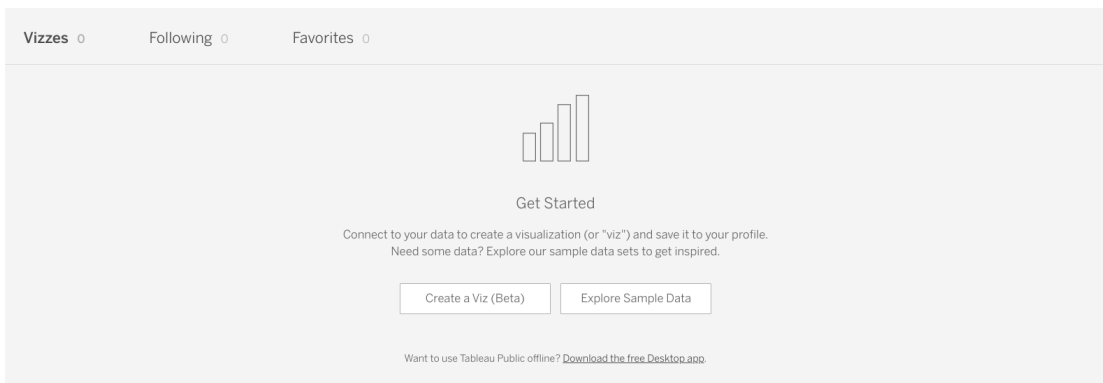 Vizzes 0 Following 0 Favorites 0
Get Started
Connect to your data to create a visualization (or "viz") and save it to your profile.
Need some data? Explore our sample data sets to get inspired.
Create a Viz (Beta) Explore Sample Data
Want to use Tableau Public offline? Download the free Desktop app.